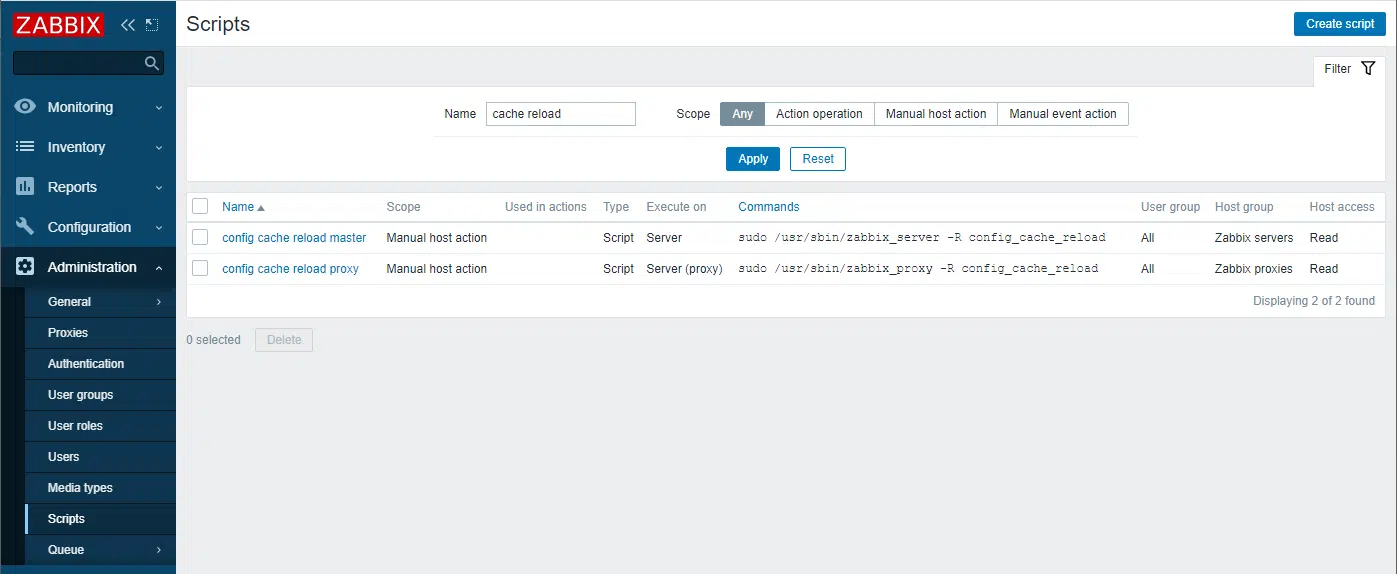 ZABBIX
Scripts
Create script
Filter
Monitoring
Inventory
Reports
Configuration
Administration
General
Proxies
Authentication
User groups
User roles
Users
Media types
Scripts
Queue
Name cache reload Scope Any Action operation Manual host action Manual event action
Apply Reset
Name Scope Used in actions Type Execute on Commands User group Host group Host access
config cache reload master Manual host action Script Server sudo /usr/sbin/zabbix_server -R config_cache_reload All Zabbix servers Read
config cache reload proxy Manual host action Script Server (proxy) sudo /usr/sbin/zabbix_proxy -R config_cache_reload All Zabbix proxies Read
Displaying 2 of 2 found
0 selected Delete